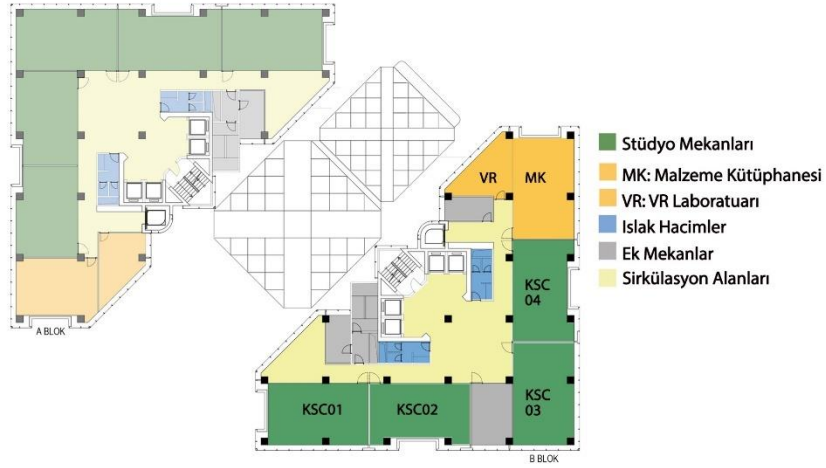 A BLOK
VR
MK
KSC
04
KSC
03
KSC01
KSC02
B BLOK
Stüdyo Mekanları
MK: Malzeme Kütüphanesi
VR: VR Laboratuarı
Islak Hacimler
Ek Mekanlar
Sirkülasyon Alanları